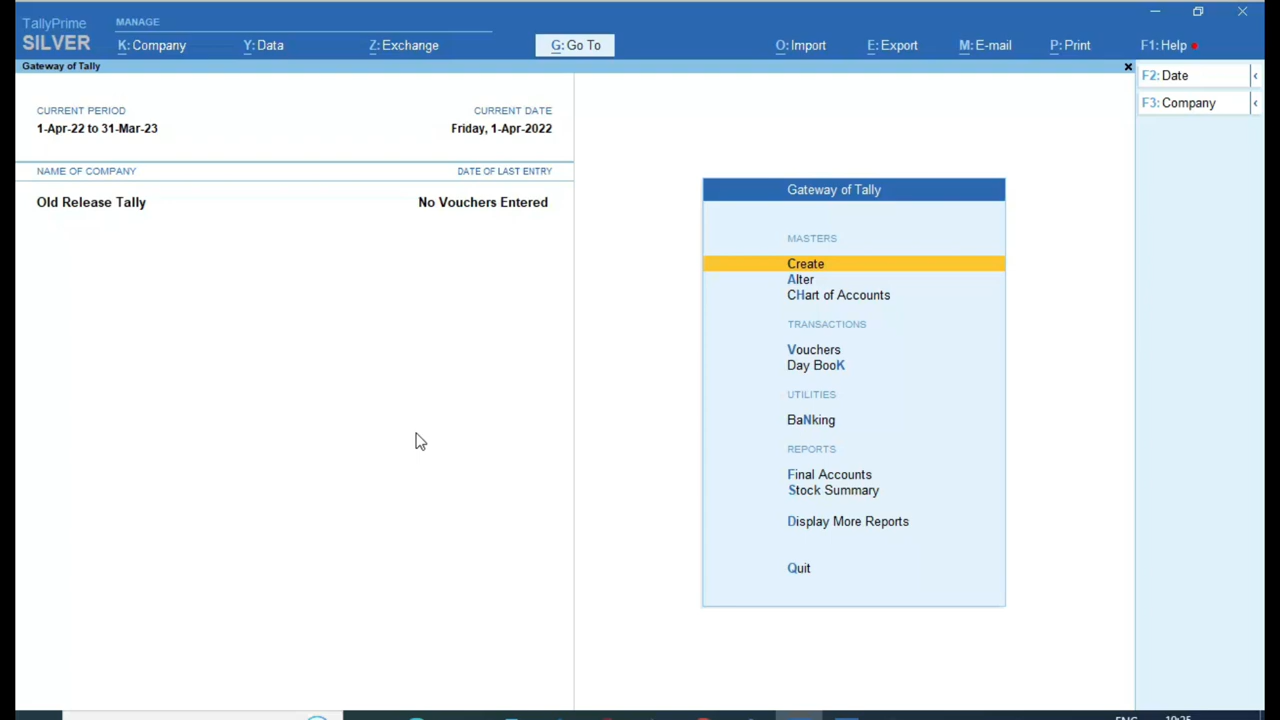 TallyPrime
SILVER
MANAGE
K: Company
Y: Data
Z: Exchange
G: Go To
O: Import
E: Export
M: E-mail
P: Print
F1: Help
Gateway of Tally
F2: Date
F3: Company
CURRENT PERIOD
CURRENT DATE
1-Apr-22 to 31-Mar-23
Friday, 1-Apr-2022
NAME OF COMPANY
DATE OF LAST ENTRY
Old Release Tally
No Vouchers Entered
Gateway of Tally
MASTERS
Create
Alter
CHart of Accounts
TRANSACTIONS
Vouchers
Day BooK
UTILITIES
BaNking
REPORTS
Final Accounts
Stock Summary
Display More Reports
Quit